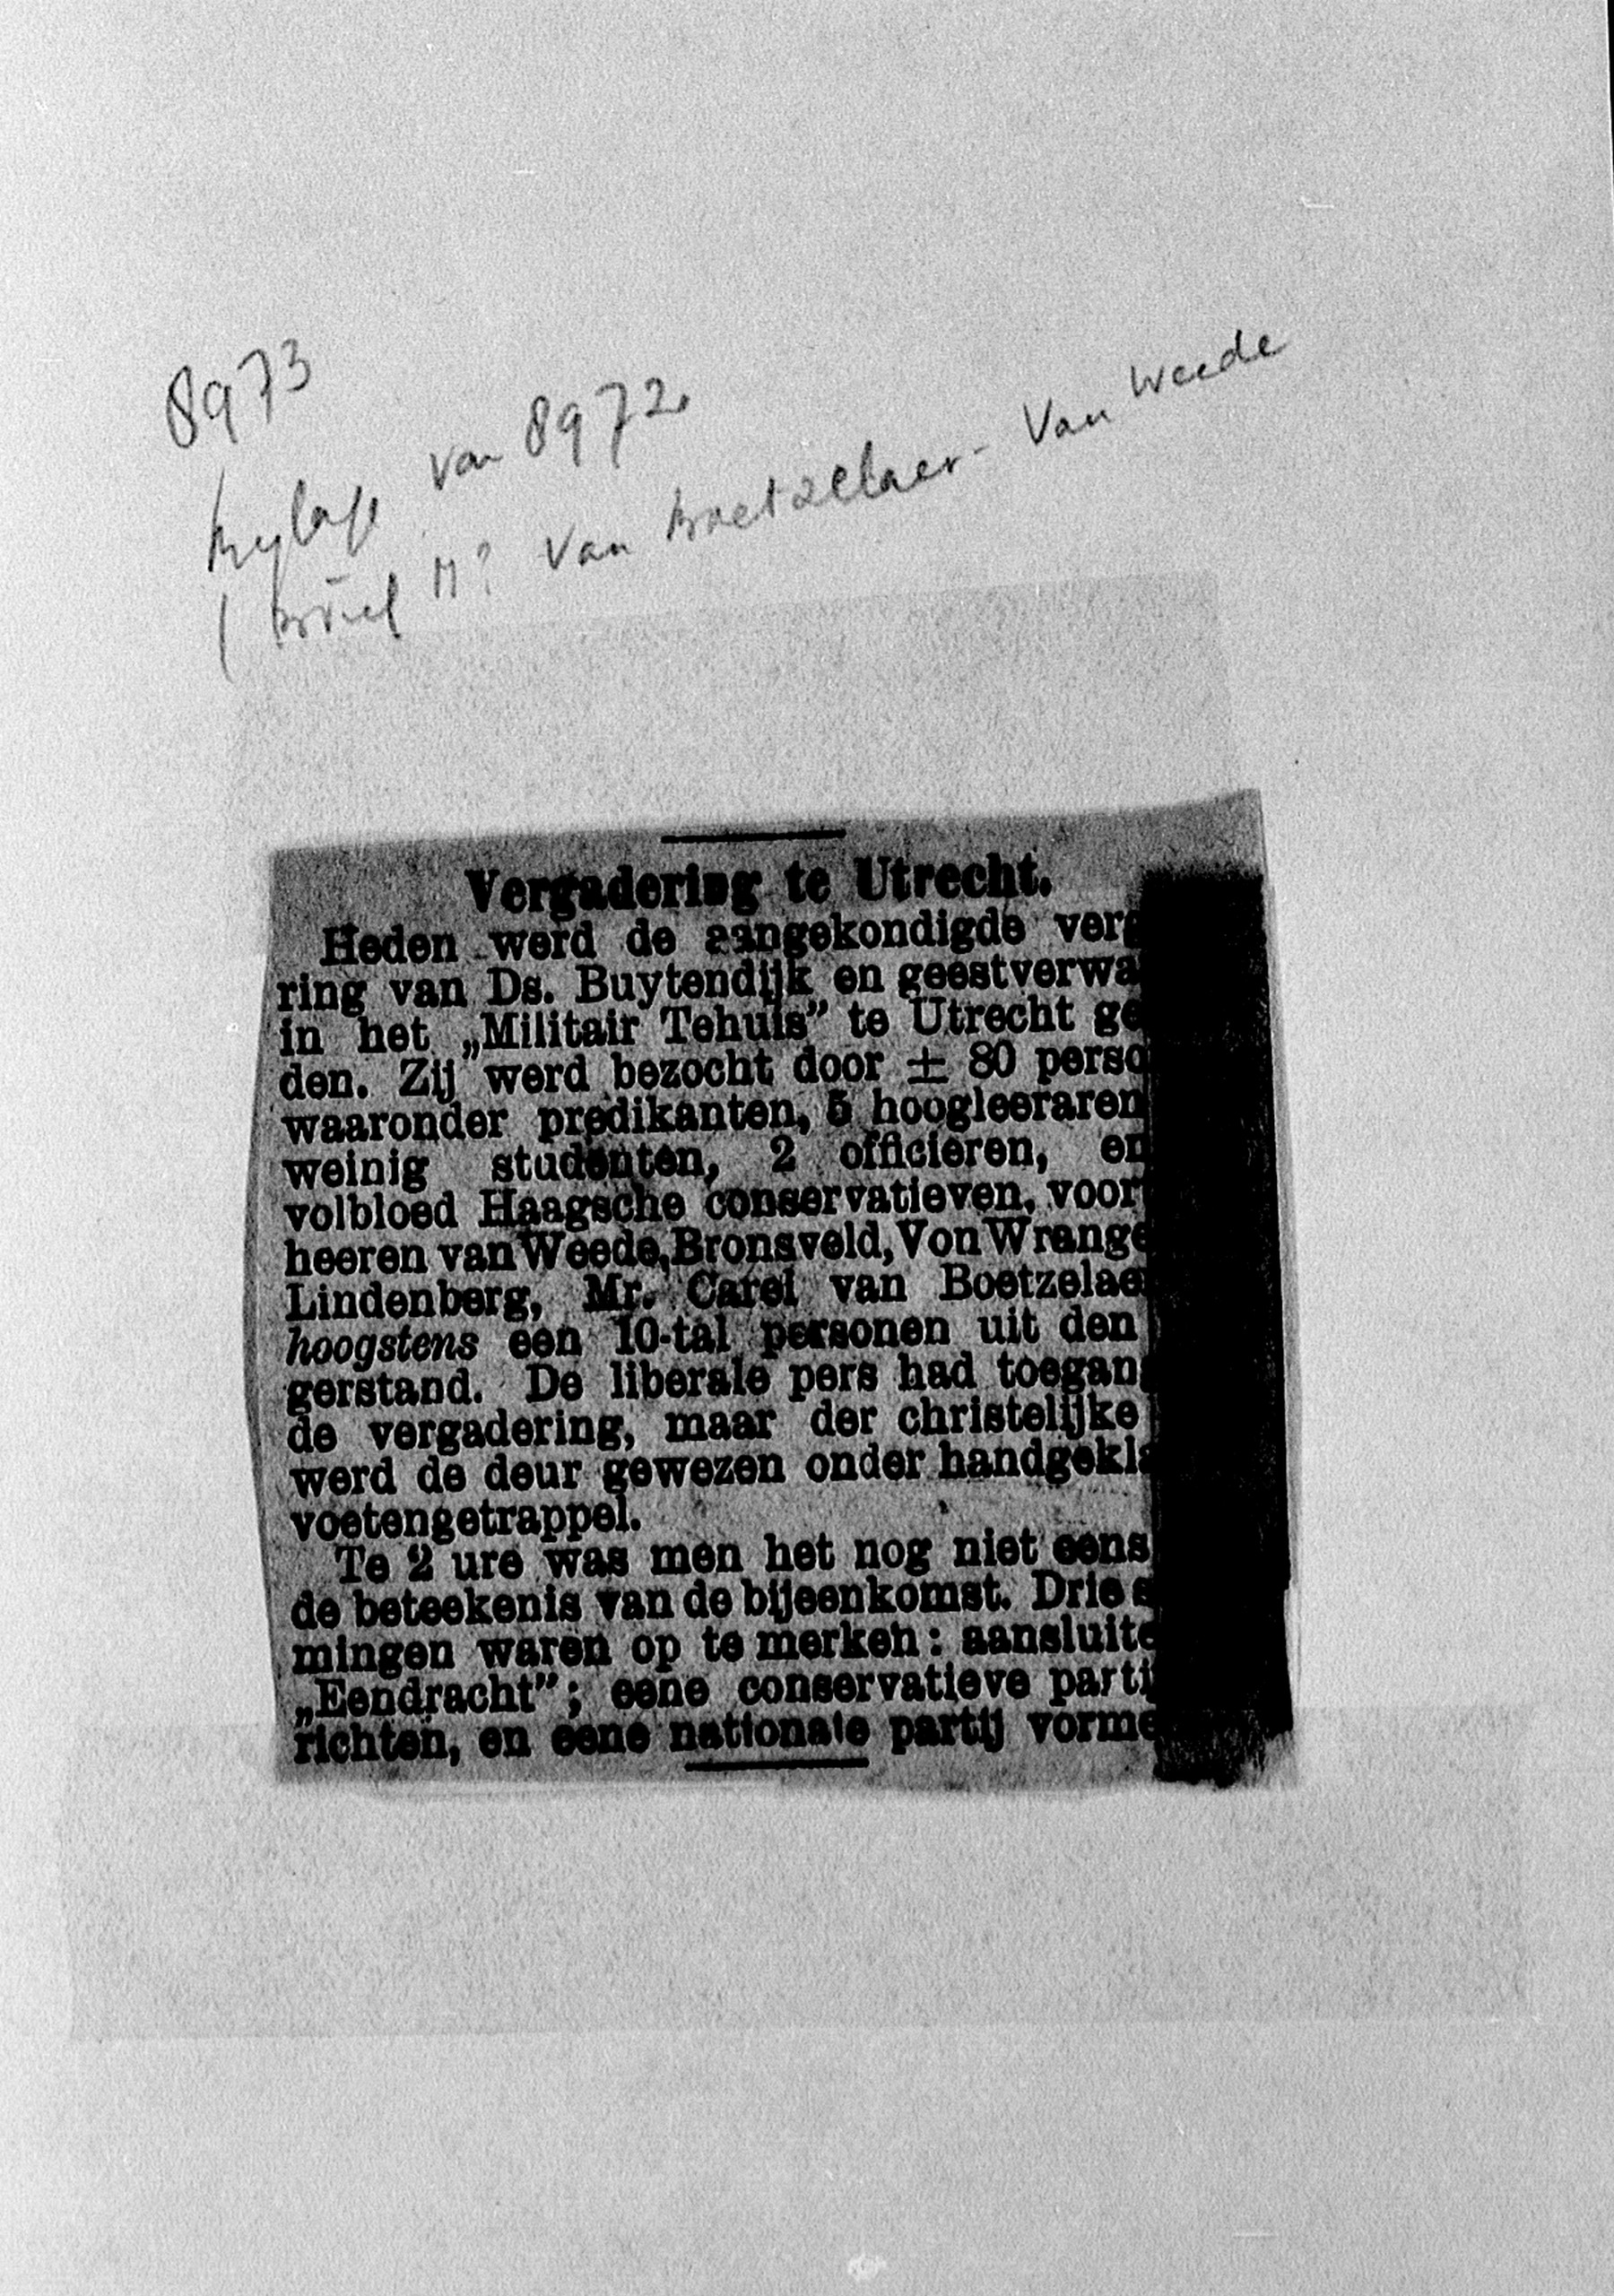 8973
bylage van 8972.
( brief Mr Van Boetzelaer - Van Weede
Vergadering te Utrecht.
Heden werd de aangekondigde verg
ring van Ds. Buytendijk en geestverwa
in het „Militair Tehuis” te Utrecht ge
den. Zij werd bezocht door ± 80 perso
waaronder predikanten, 5 hoogleeraren
weinig studenten, 2 officieren, en
volbloed Haagsche conservatieven, voor
heeren van Weede, Bronsveld, Von Wrange
Lindenberg, Mr. Carel van Boetzelaer
hoogstens een 10-tal personen uit den
gerstand. De liberale pers had toegang
de vergadering, maar der christelijke
werd de deur gewezen onder handgekla
voetengetrappel.
Te 2 ure was men het nog niet eens
de beteekenis van de bijeenkomst. Drie s
mingen waren op te merken: aansluite
„Eendracht”; eene conservatieve partij
richten, en eene nationale partij vorme